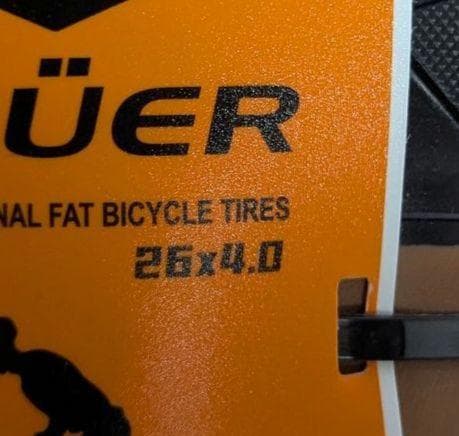 ÜER
NAL FAT BICYCLE TIRES
26x4.0